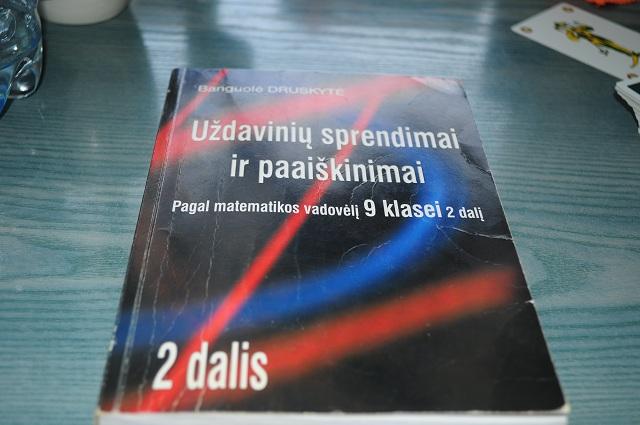 Banguolė DRUSKYTĖ
Uždavinių sprendimai
ir paaiškinimai
Pagal matematikos vadovėlį 9 klasei 2 dalį
2 dalis